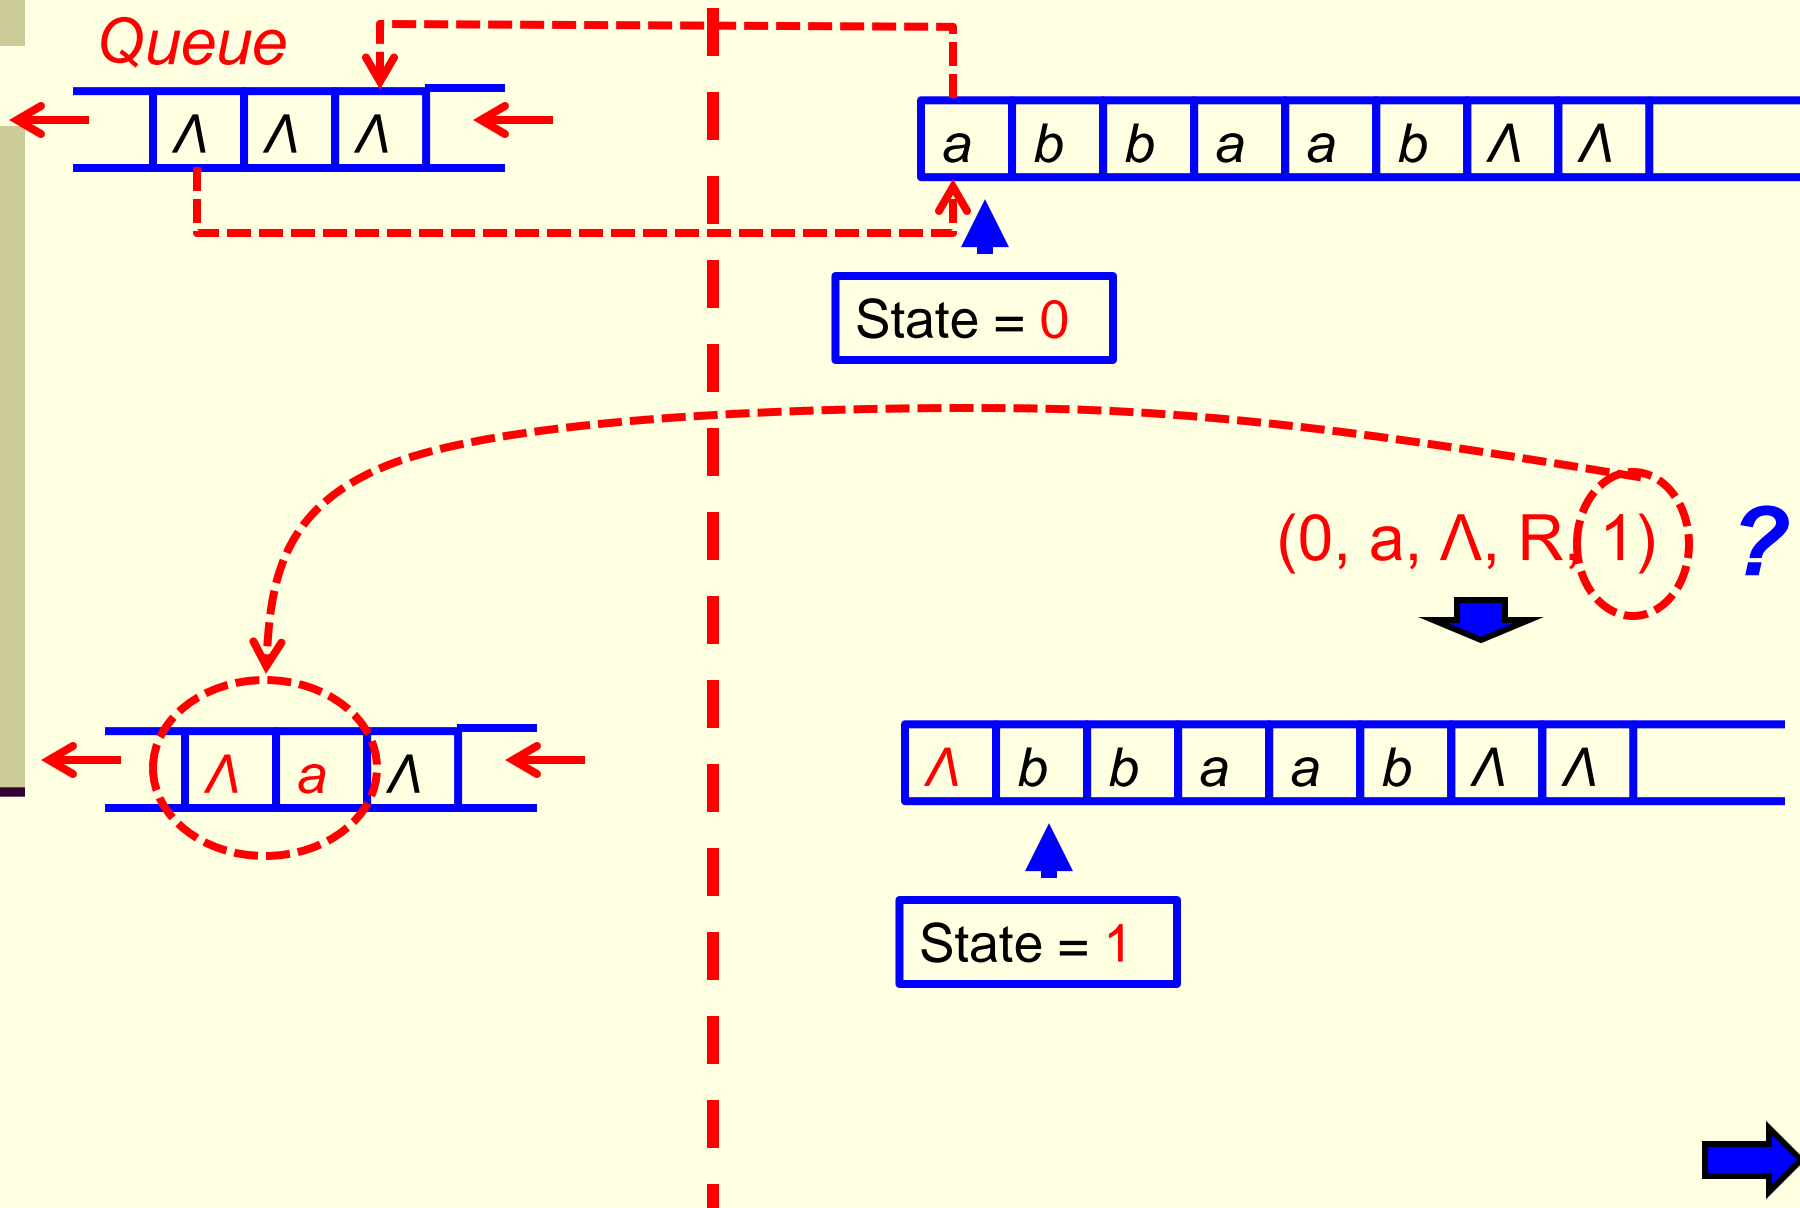 Queue
Λ Λ Λ
a b b a a b Λ Λ
State = 0
(0, a, Λ, R, 1) ?
Λ a Λ
Λ b b a a b Λ Λ
State = 1